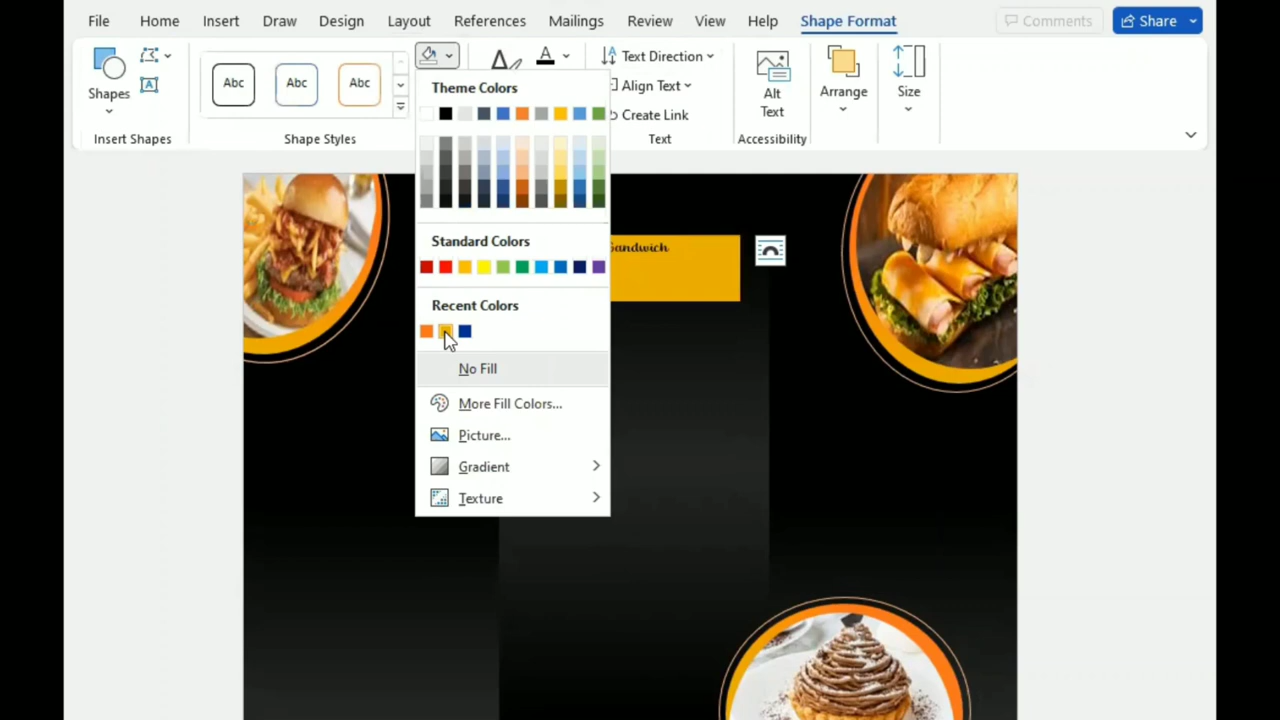 File Home Insert Draw Design Layout References Mailings Review View Help Shape Format Comments Share
Shapes
Insert Shapes
Abc Abc Abc
Shape Styles
Text Direction
Align Text
Create Link
Text
Alt
Text
Accessibility
Arrange
Size
Theme Colors
Standard Colors
Recent Colors
No Fill
More Fill Colors...
Picture...
Gradient
Texture
Sandwich